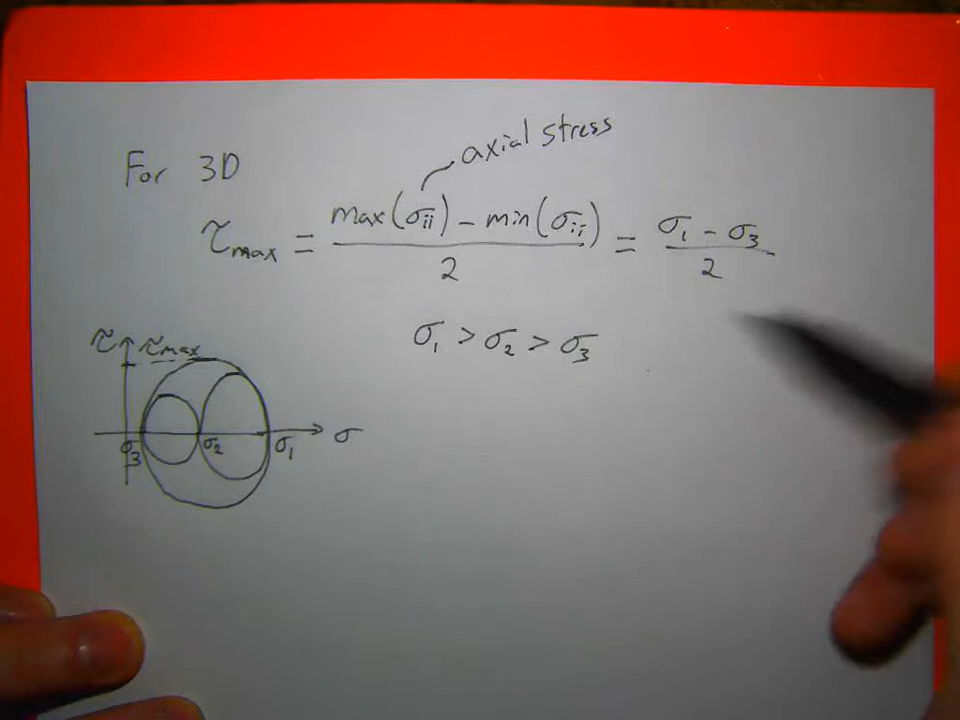 For 3D
axial stress
τmax = max(σii) - min(σii) / 2 = σ1 - σ3 / 2
σ1 > σ2 > σ3
τ τmax
σ3 σ2 σ1 σ